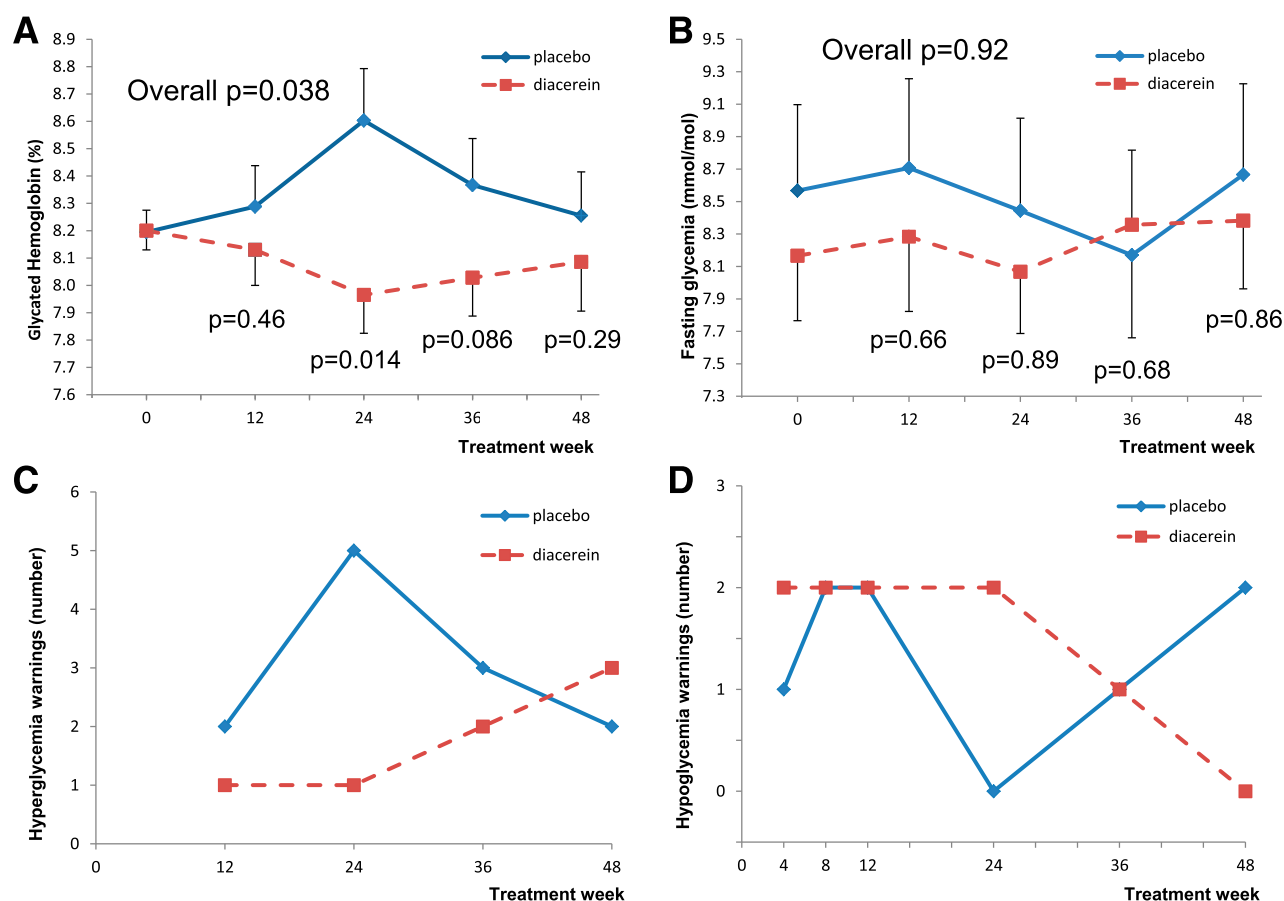 A
Glycated Hemoglobin (%)
8.9
8.8
8.7
8.6
8.5
8.4
8.3
8.2
8.1
8.0
7.9
7.8
7.7
7.6
Overall p=0.038
placebo
diacerein
p=0.46
p=0.014
p=0.086
p=0.29
0
12
24
36
48
Treatment week
B
Fasting glycemia (mmol/mol)
9.5
9.3
9.1
8.9
8.7
8.5
8.3
8.1
7.9
7.7
7.5
7.3
Overall p=0.92
placebo
diacerein
p=0.66
p=0.89
p=0.68
p=0.86
0
12
24
36
48
Treatment week
C
Hyperglycemia warnings (number)
6
5
4
3
2
1
0
placebo
diacerein
0
12
24
36
48
Treatment week
D
Hypoglycemia warnings (number)
3
2
1
0
placebo
diacerein
0
4
8
12
24
36
48
Treatment week